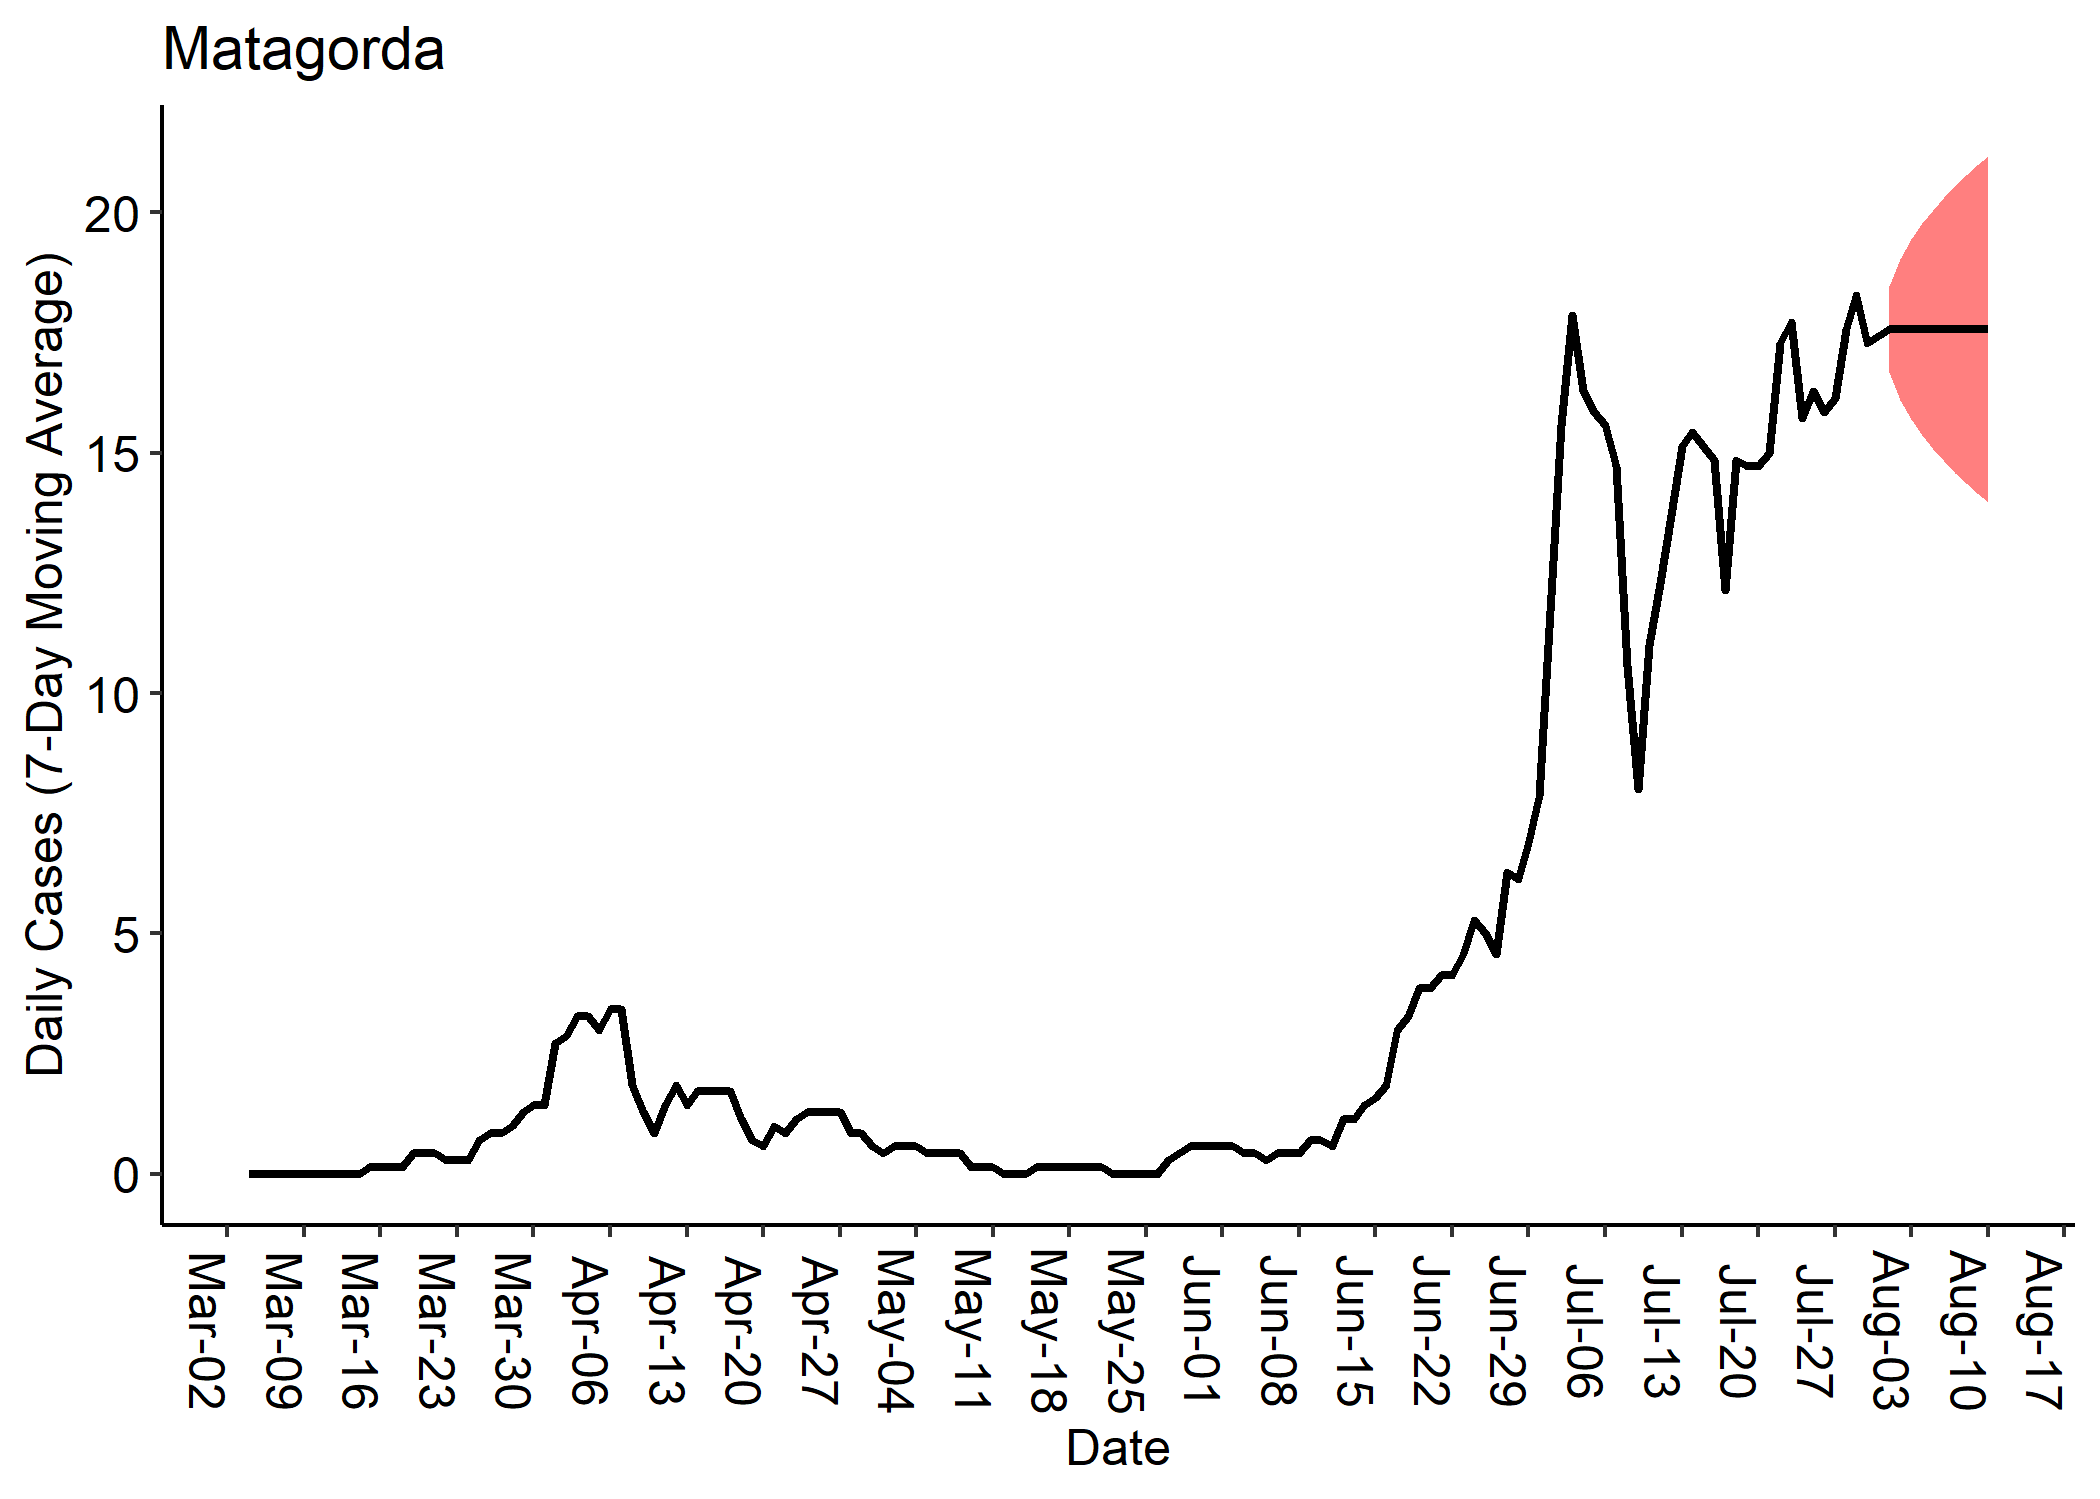 Matagorda
Daily Cases (7-Day Moving Average)
20
15
10
5
0
Mar-02
Mar-09
Mar-16
Mar-23
Mar-30
Apr-06
Apr-13
Apr-20
Apr-27
May-04
May-11
May-18
May-25
Jun-01
Jun-08
Jun-15
Jun-22
Jun-29
Jul-06
Jul-13
Jul-20
Jul-27
Aug-03
Aug-10
Aug-17
Date